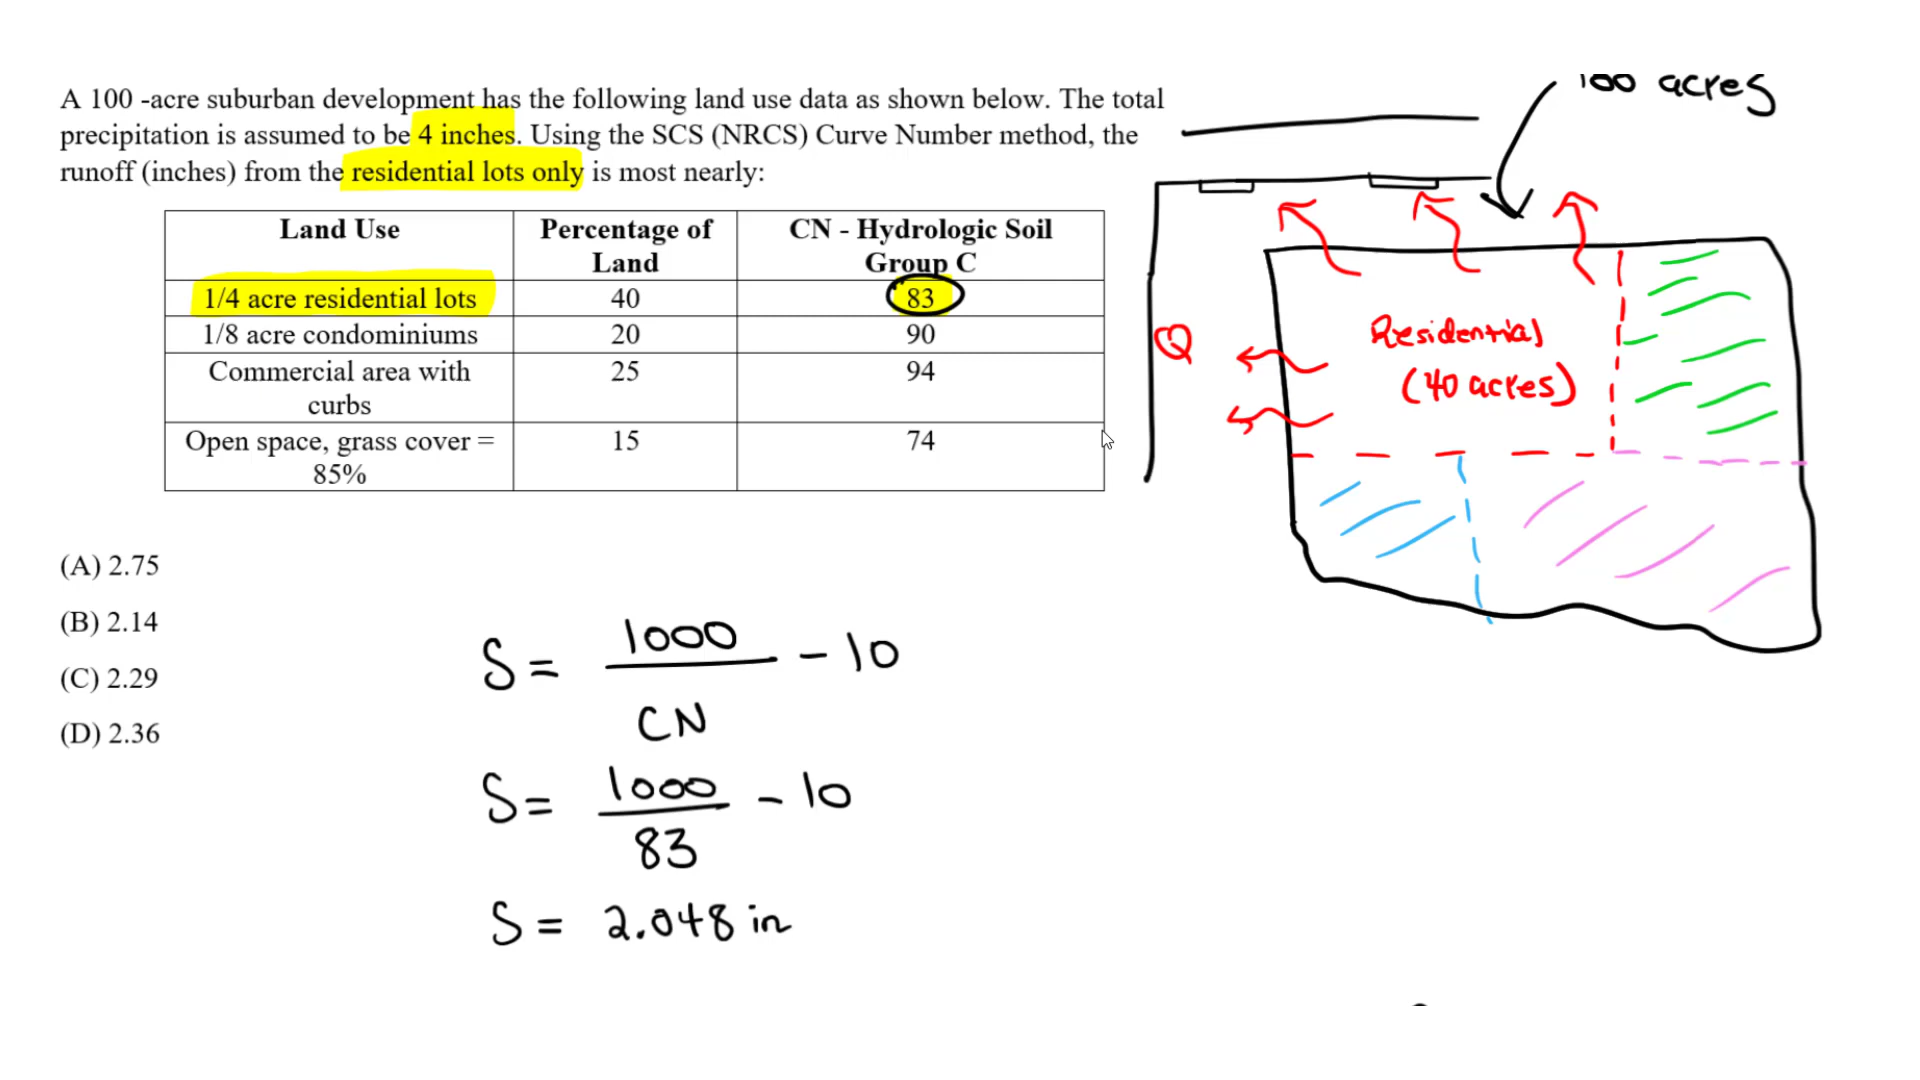 A 100 -acre suburban development has the following land use data as shown below. The total
precipitation is assumed to be 4 inches. Using the SCS (NRCS) Curve Number method, the
runoff (inches) from the residential lots only is most nearly:
Land Use Percentage of Land CN - Hydrologic Soil Group C
1/4 acre residential lots 40 83
1/8 acre condominiums 20 90
Commercial area with curbs 25 94
Open space, grass cover = 85% 15 74
(A) 2.75
(B) 2.14
(C) 2.29
(D) 2.36
S = 1000 / CN - 10
S = 1000 / 83 - 10
S = 2.048 in
100 acres
Q
Residential
(40 acres)